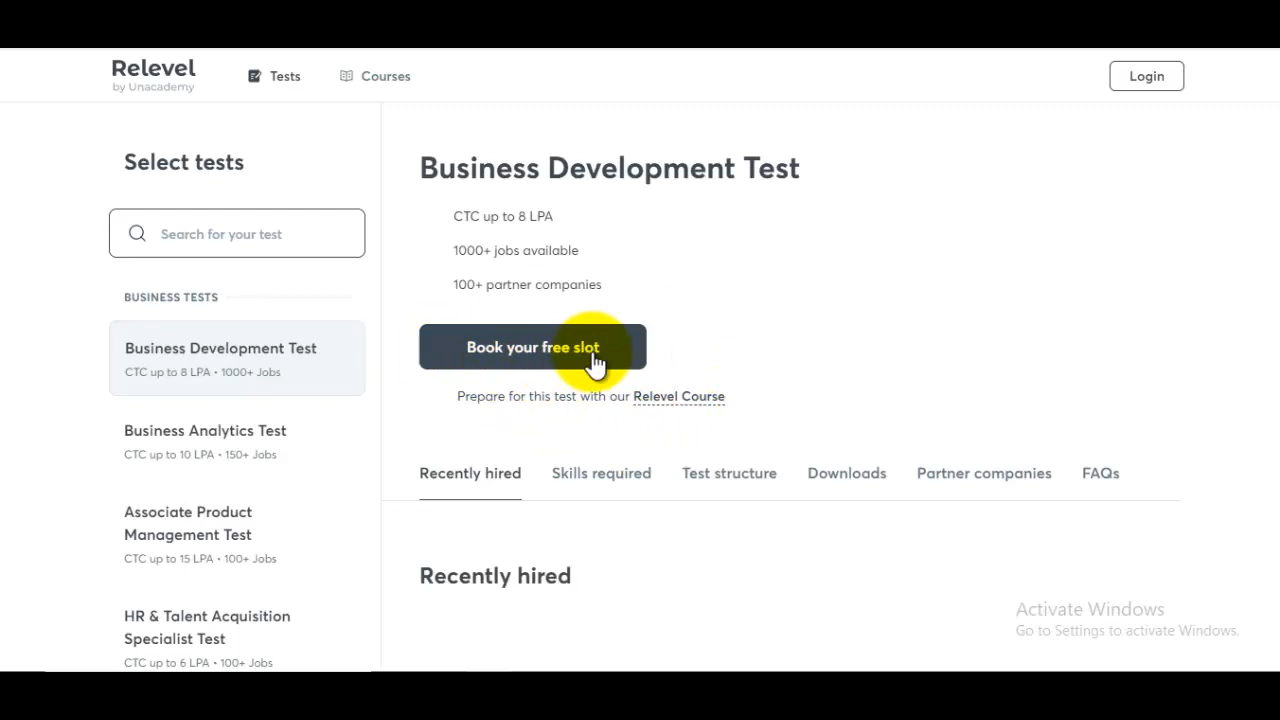 Relevel
by Unacademy
Tests
Courses
Login
Select tests
Search for your test
BUSINESS TESTS
Business Development Test
CTC up to 8 LPA • 1000+ Jobs
Business Analytics Test
CTC up to 10 LPA • 150+ Jobs
Associate Product
Management Test
CTC up to 15 LPA • 100+ Jobs
HR & Talent Acquisition
Specialist Test
CTC up to 6 LPA • 100+ Jobs
Business Development Test
CTC up to 8 LPA
1000+ jobs available
100+ partner companies
Book your free slot
Prepare for this test with our Relevel Course
Recently hired
Skills required
Test structure
Downloads
Partner companies
FAQs
Recently hired
Activate Windows
Go to Settings to activate Windows.